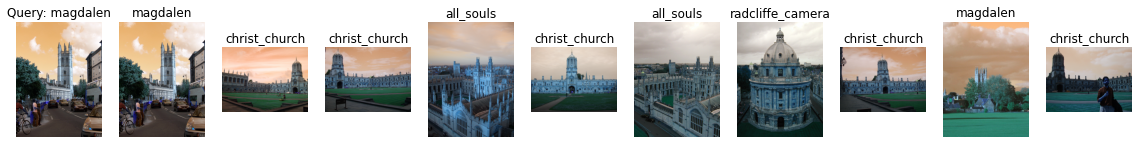 Query: magdalen
magdalen
christ_church
christ_church
all_souls
christ_church
all_souls
radcliffe_camera
christ_church
magdalen
christ_church